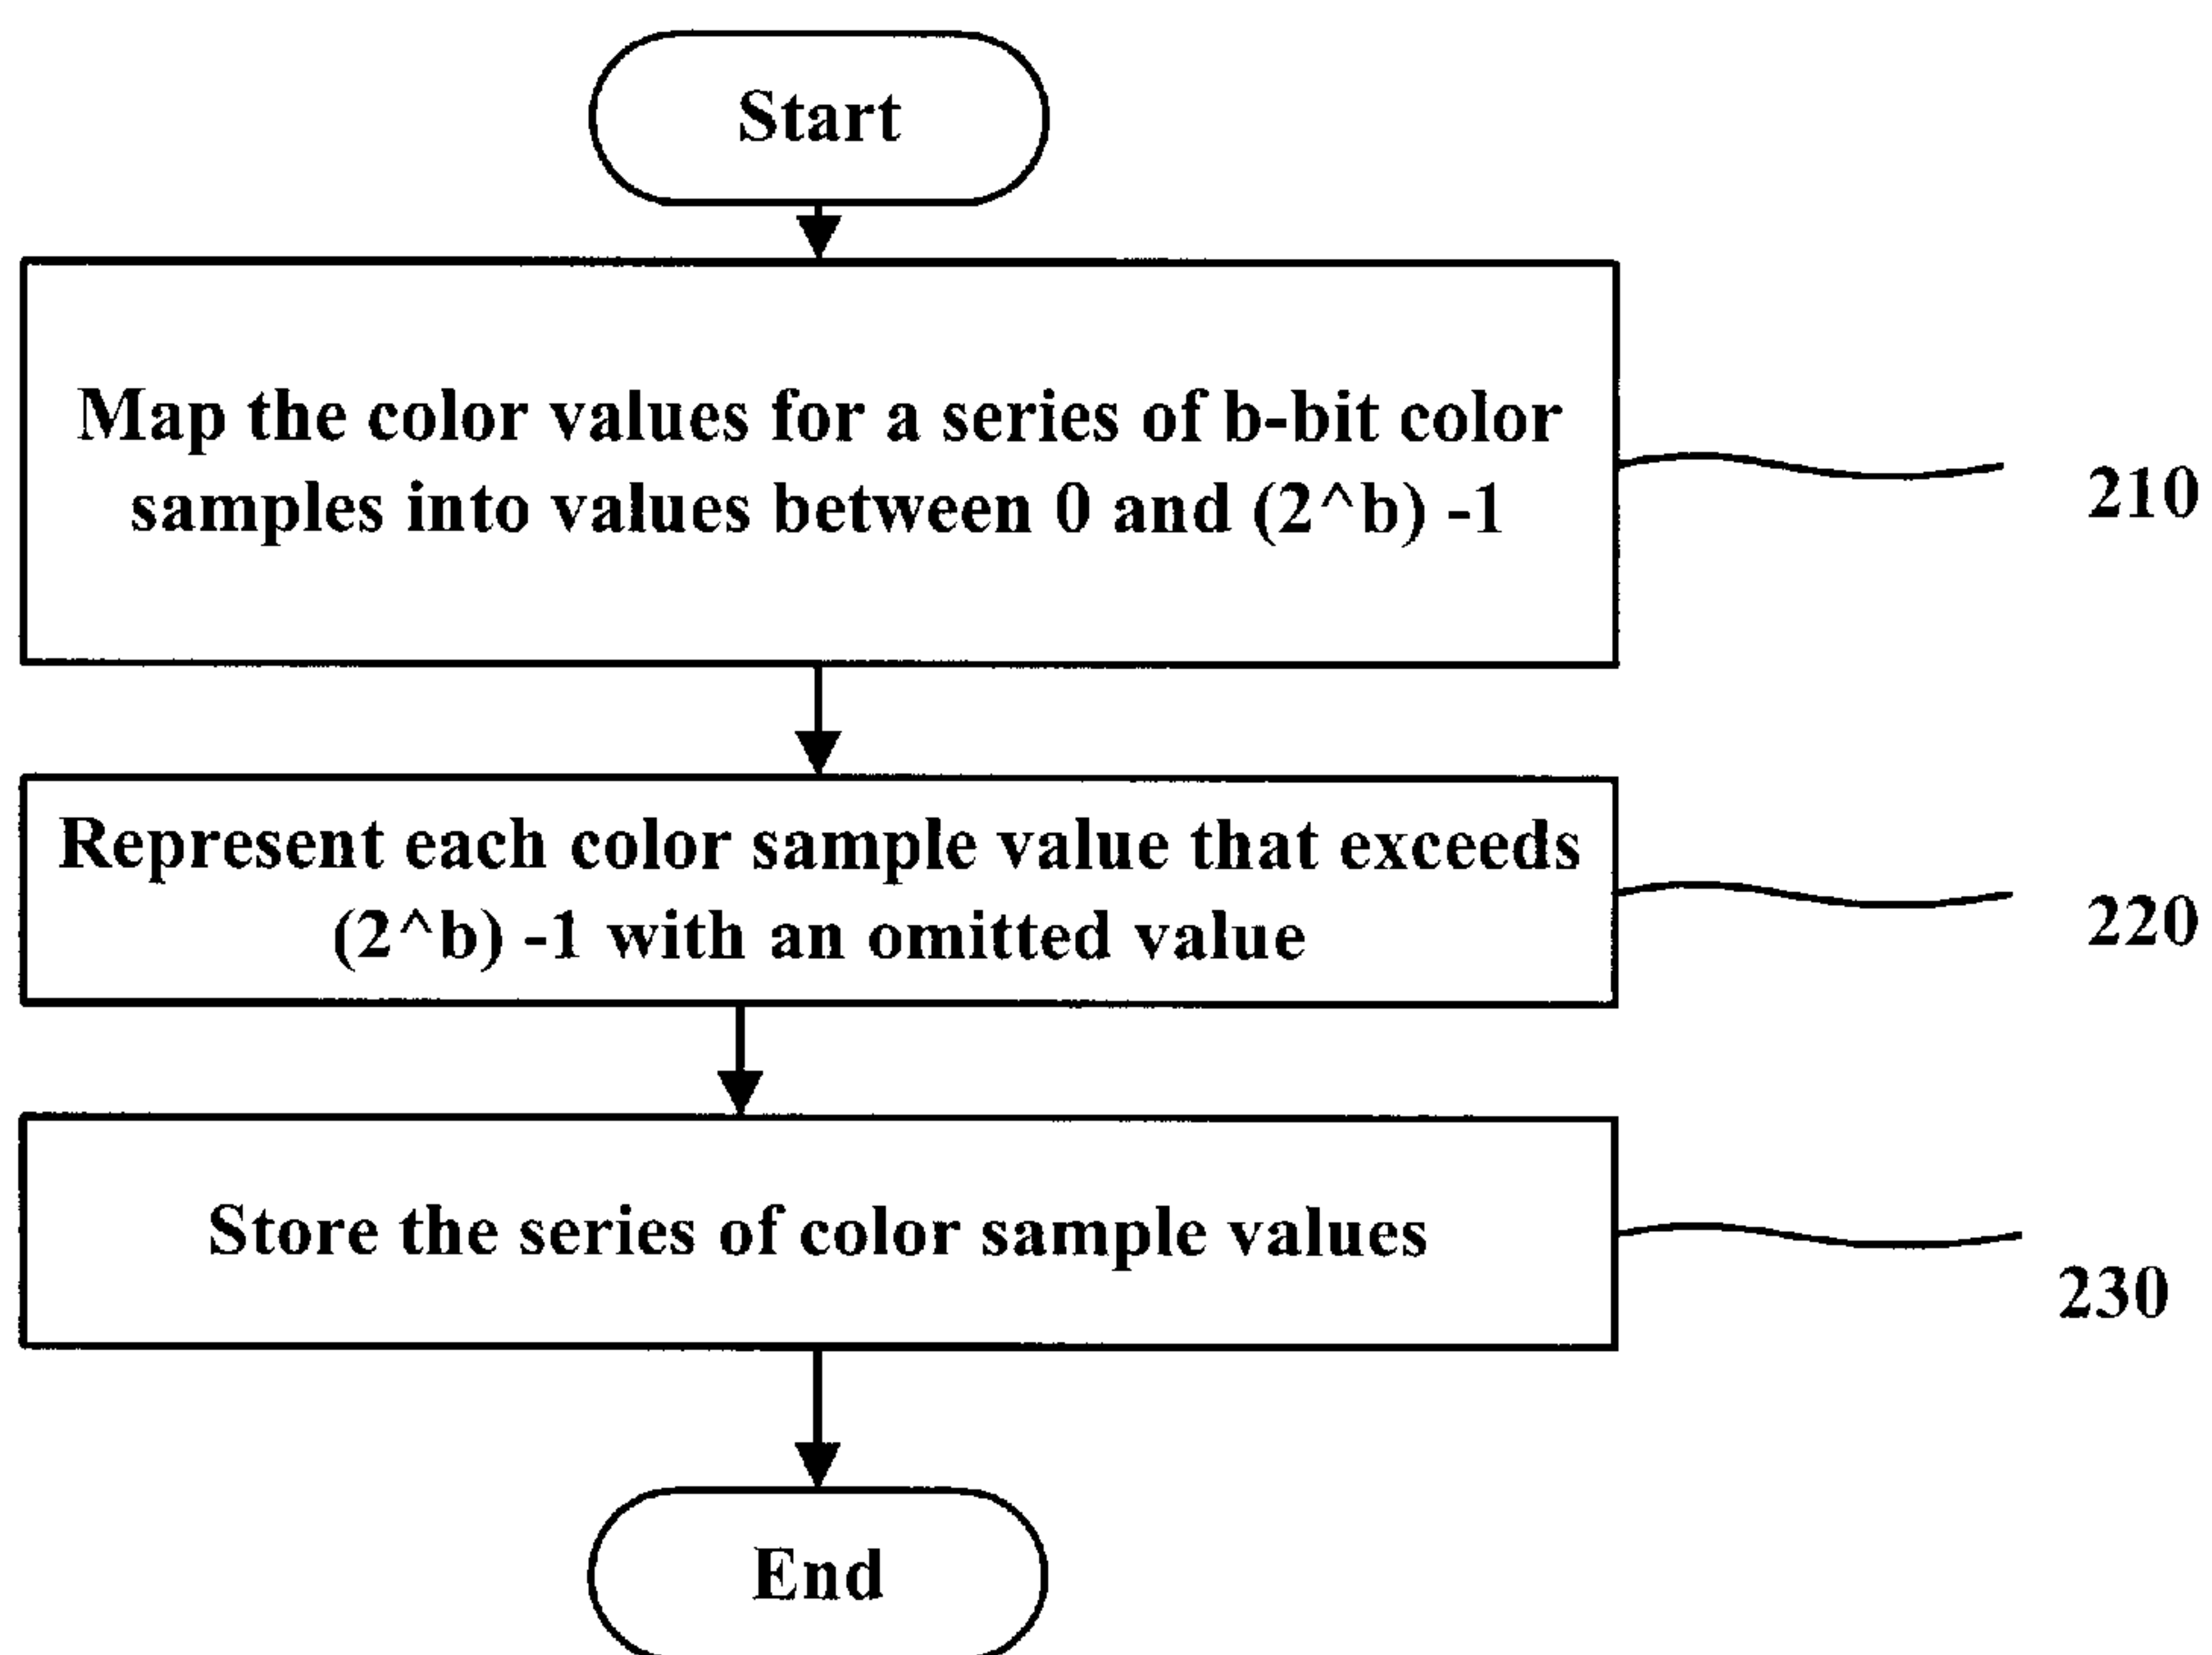 Start
Map the color values for a series of b-bit color
samples into values between 0 and (2^b) -1
210
Represent each color sample value that exceeds
(2^b) -1 with an omitted value
220
Store the series of color sample values
230
End